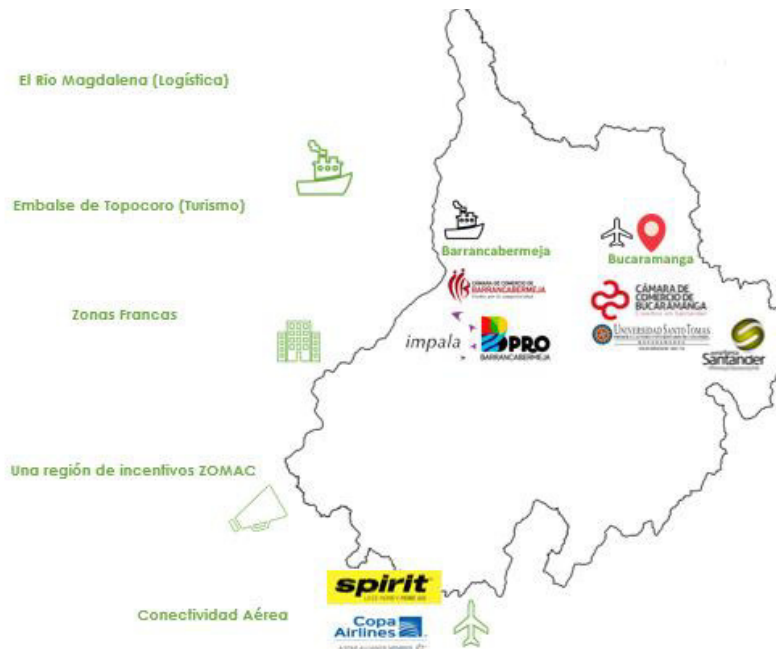 El Río Magdalena (Logística)
Embalse de Topocoro (Turismo)
Zonas Francas
Una región de incentivos ZOMAC
Conectividad Aérea
Barrancabermeja
CÁMARA DE COMERCIO DE
BARRANCABERMEJA
impala
PRO
BARRANCABERMEJA
Bucaramanga
CÁMARA DE
COMERCIO DE
BUCARAMANGA
UNIVERSIDAD SANTO TOMÁS
Santander
spirit
Copa
Airlines